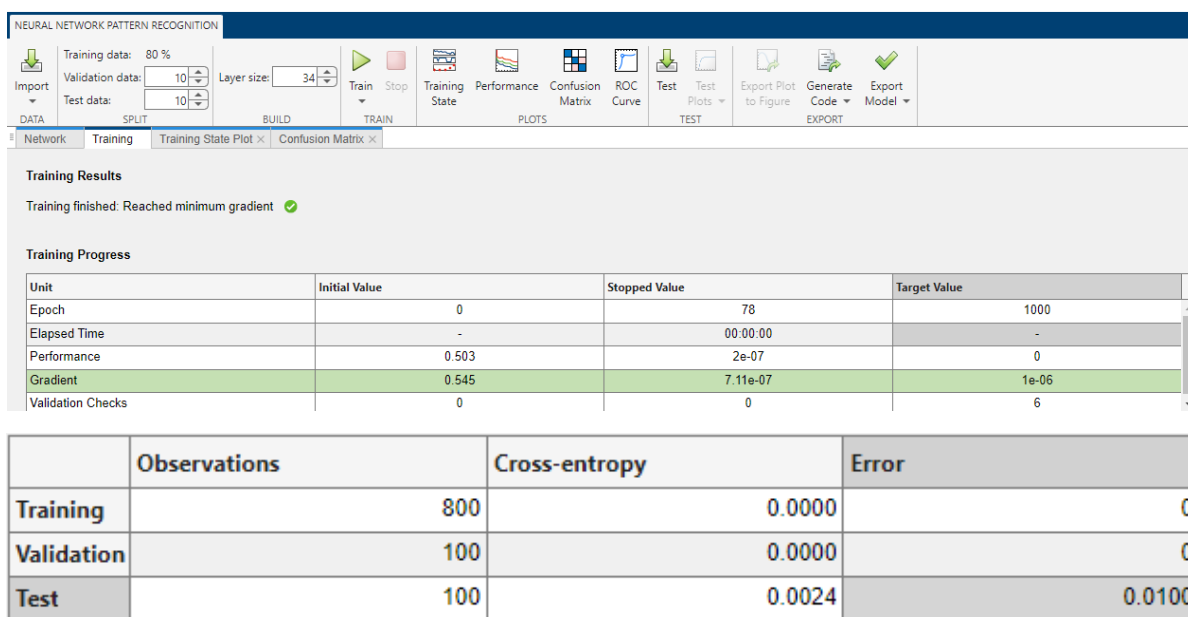 NEURAL NETWORK PATTERN RECOGNITION
Training data: 80 %
Validation data: 10
Test data: 10
Layer size: 34
Import
Train
Stop
Training State
Performance
Confusion Matrix
ROC Curve
Test
Test Plots
Export Plot to Figure
Generate Code
Export Model
DATA SPLIT BUILD TRAIN PLOTS TEST EXPORT
Network Training Training State Plot × Confusion Matrix ×
Training Results
Training finished: Reached minimum gradient
Training Progress
Unit Initial Value Stopped Value Target Value
Epoch 0 78 1000
Elapsed Time - 00:00:00 -
Performance 0.503 2e-07 0
Gradient 0.545 7.11e-07 1e-06
Validation Checks 0 0 6
Observations Cross-entropy Error
Training 800 0.0000 0
Validation 100 0.0000 0
Test 100 0.0024 0.0100